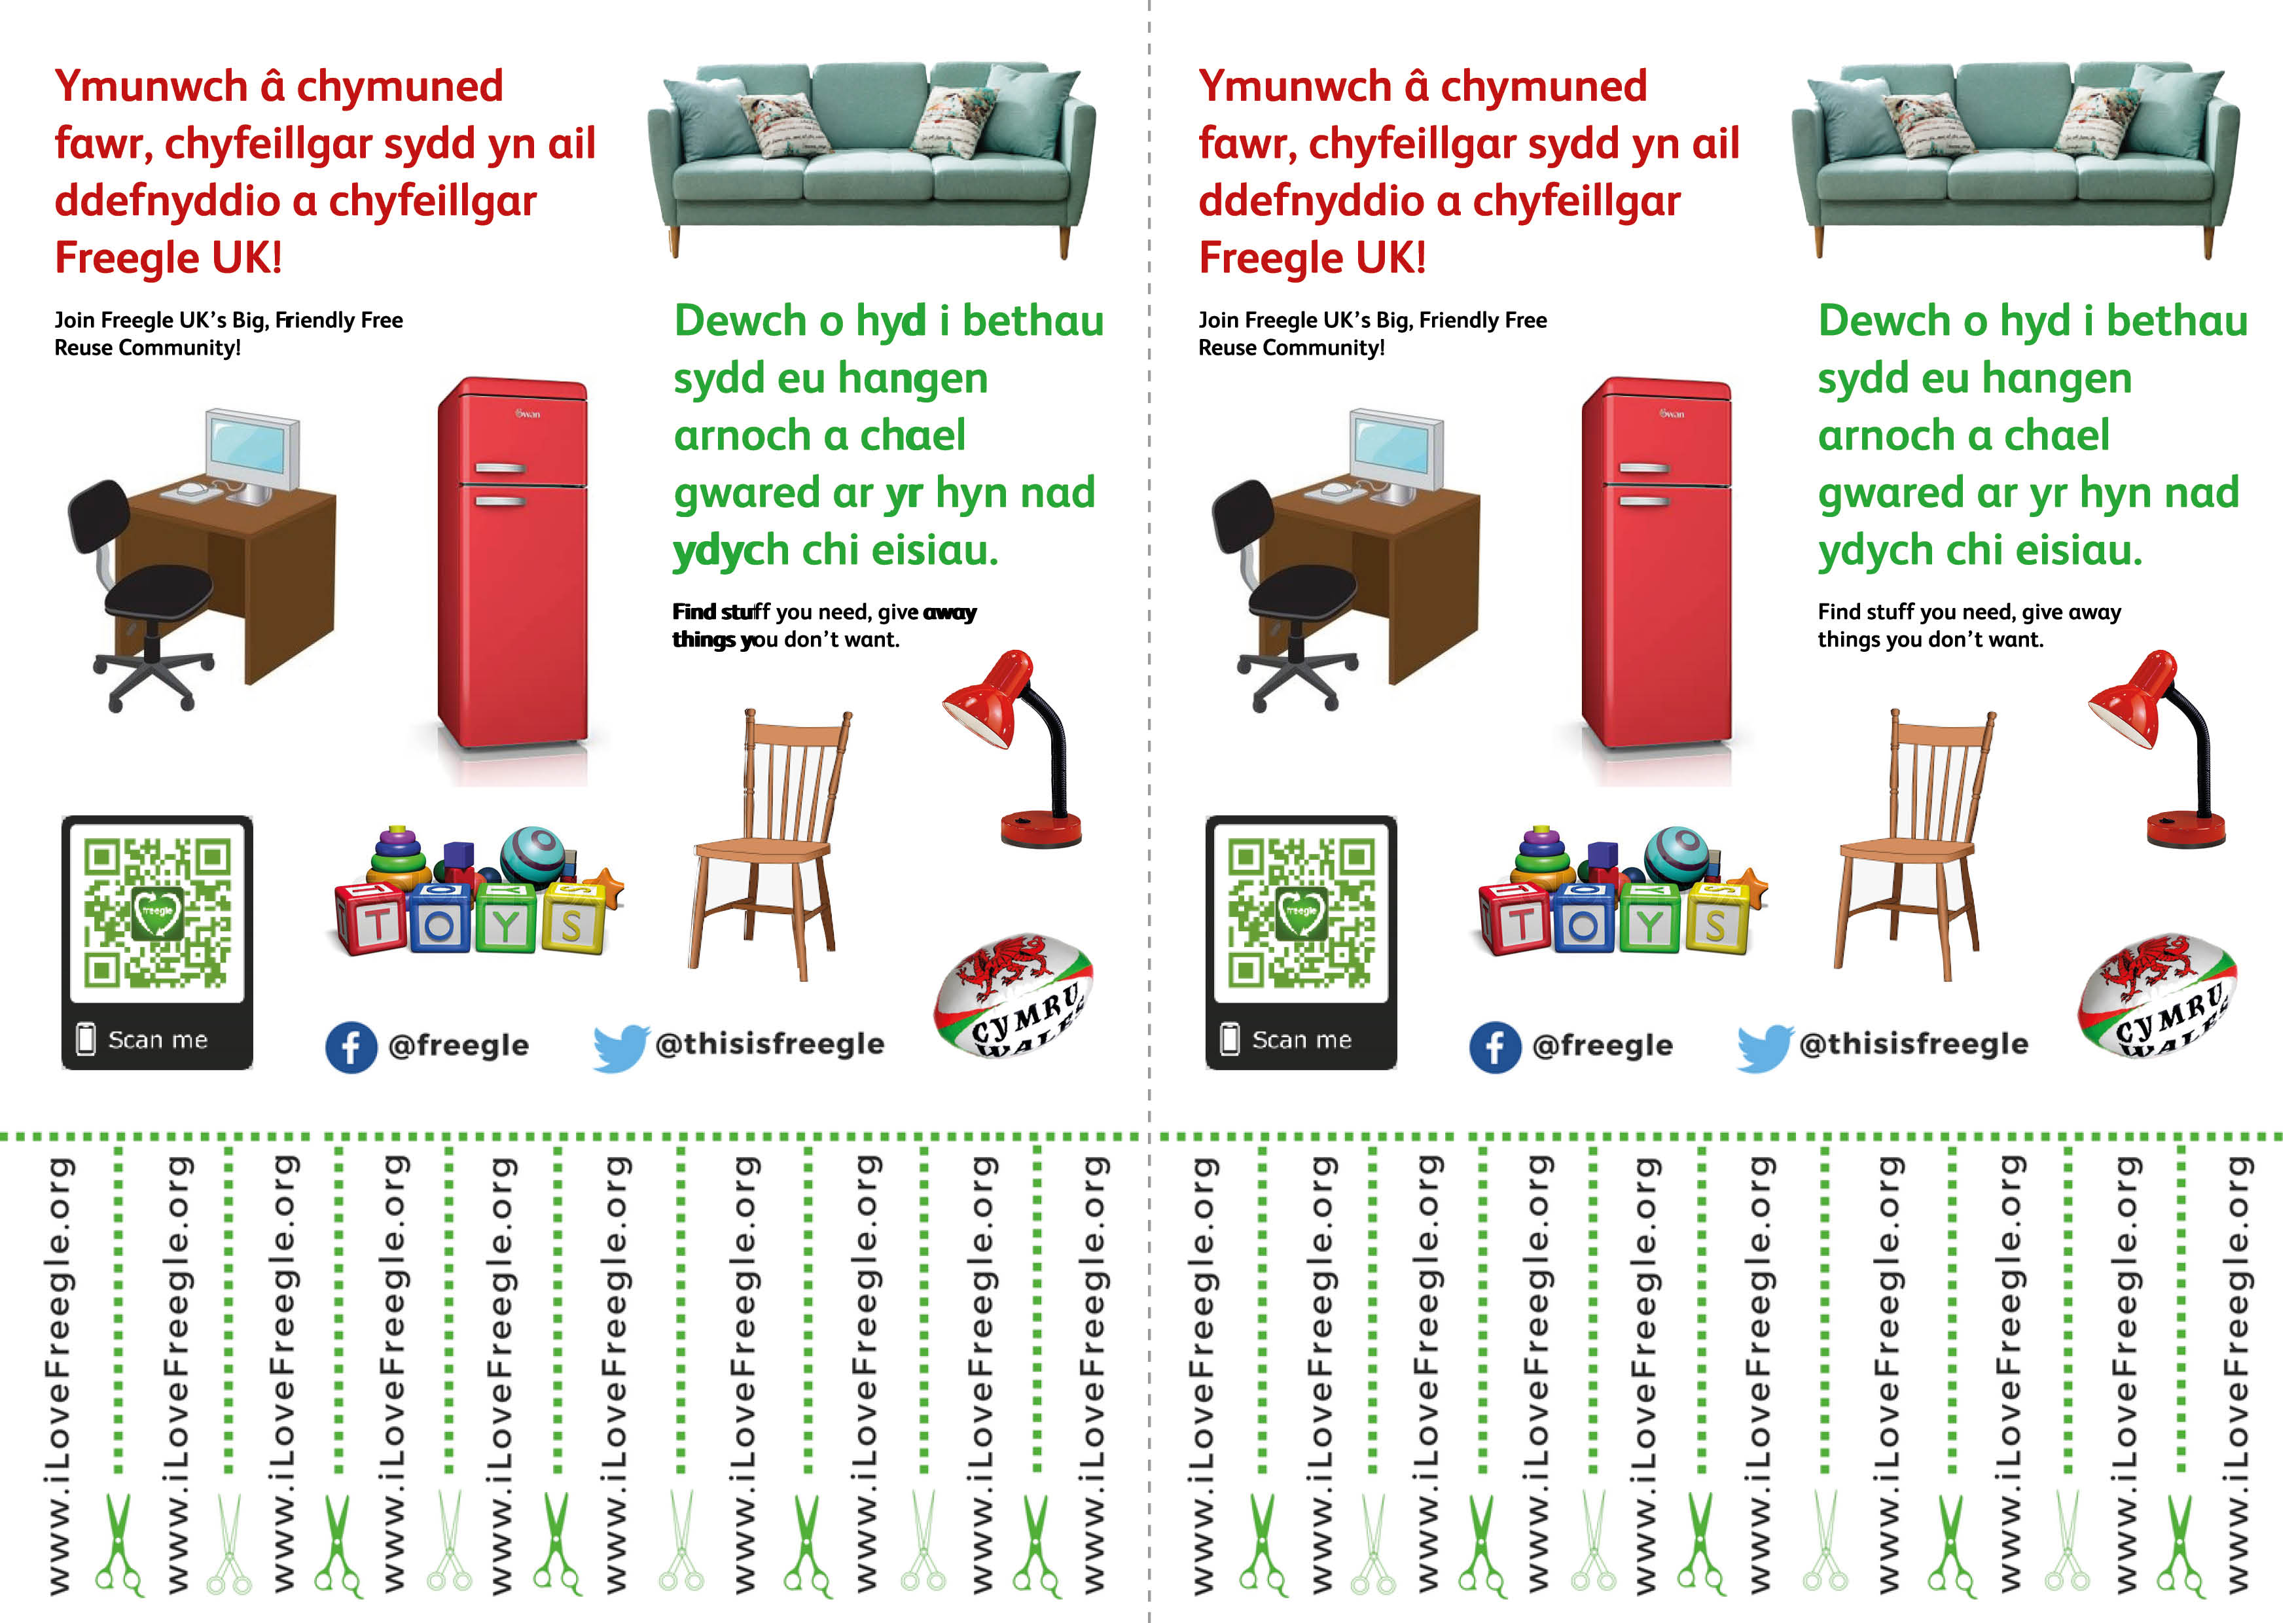 Ymunwch â chymuned
fawr, chyfeillgar sydd yn ail
ddefnyddio a chyfeillgar
Freegle UK!
Join Freegle UK's Big, Friendly Free
Reuse Community!
Swan
Dewch o hyd i bethau
sydd eu hangen
arnoch a chael
gwared ar yr hyn nad
ydych chi eisiau.
Find stuff you need, give away
things you don't want.
freegle
TOYS
CYMRU
WALES
Scan me
@freegle
@thisisfreegle
www.iLoveFreegle.org
www.iLoveFreegle.org
www.iLoveFreegle.org
www.iLoveFreegle.org
www.iLoveFreegle.org
www.iLoveFreegle.org
www.iLoveFreegle.org
www.iLoveFreegle.org
www.iLoveFreegle.org
www.iLoveFreegle.org
Ymunwch â chymuned
fawr, chyfeillgar sydd yn ail
ddefnyddio a chyfeillgar
Freegle UK!
Join Freegle UK's Big, Friendly Free
Reuse Community!
Swan
Dewch o hyd i bethau
sydd eu hangen
arnoch a chael
gwared ar yr hyn nad
ydych chi eisiau.
Find stuff you need, give away
things you don't want.
freegle
TOYS
CYMRU
WALES
Scan me
@freegle
@thisisfreegle
www.iLoveFreegle.org
www.iLoveFreegle.org
www.iLoveFreegle.org
www.iLoveFreegle.org
www.iLoveFreegle.org
www.iLoveFreegle.org
www.iLoveFreegle.org
www.iLoveFreegle.org
www.iLoveFreegle.org
www.iLoveFreegle.org